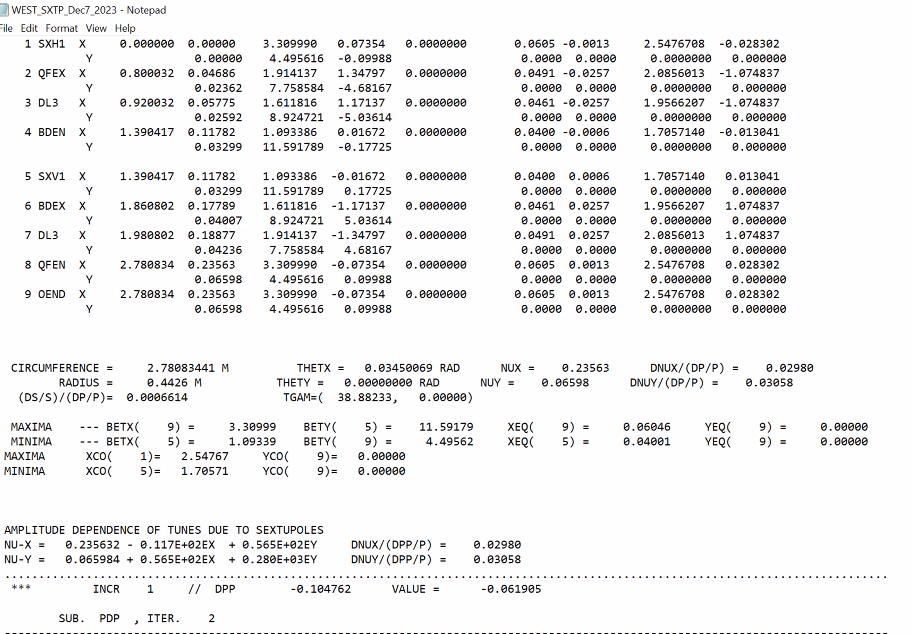 WEST_SXTP_Dec7_2023 - Notepad
File Edit Format View Help
1 SXH1 X 0.000000 0.00000 3.309990 0.07354 0.0000000 0.0605 -0.0013 2.5476708 -0.028302
Y 0.00000 4.495616 -0.09988 0.0000 0.0000 0.0000000 0.000000
2 QFEX X 0.800032 0.04686 1.914137 1.34797 0.0000000 0.0491 -0.0257 2.0856013 -1.074837
Y 0.02362 7.758584 -4.68167 0.0000 0.0000 0.0000000 0.000000
3 DL3 X 0.920032 0.05775 1.611816 1.17137 0.0000000 0.0461 -0.0257 1.9566207 -1.074837
Y 0.02592 8.924721 -5.03614 0.0000 0.0000 0.0000000 0.000000
4 BDEN X 1.390417 0.11782 1.093386 0.01672 0.0000000 0.0400 -0.0006 1.7057140 -0.013041
Y 0.03299 11.591789 -0.17725 0.0000 0.0000 0.0000000 0.000000
5 SXV1 X 1.390417 0.11782 1.093386 -0.01672 0.0000000 0.0400 0.0006 1.7057140 0.013041
Y 0.03299 11.591789 0.17725 0.0000 0.0000 0.0000000 0.000000
6 BDEX X 1.860802 0.17789 1.611816 -1.17137 0.0000000 0.0461 0.0257 1.9566207 1.074837
Y 0.04007 8.924721 5.03614 0.0000 0.0000 0.0000000 0.000000
7 DL3 X 1.980802 0.18877 1.914137 -1.34797 0.0000000 0.0491 0.0257 2.0856013 1.074837
Y 0.04236 7.758584 4.68167 0.0000 0.0000 0.0000000 0.000000
8 QFEN X 2.780834 0.23563 3.309990 -0.07354 0.0000000 0.0605 0.0013 2.5476708 0.028302
Y 0.06598 4.495616 0.09988 0.0000 0.0000 0.0000000 0.000000
9 OEND X 2.780834 0.23563 3.309990 -0.07354 0.0000000 0.0605 0.0013 2.5476708 0.028302
Y 0.06598 4.495616 0.09988 0.0000 0.0000 0.0000000 0.000000
CIRCUMFERENCE = 2.78083441 M THETX = 0.03450069 RAD NUX = 0.23563 DNUX/(DP/P) = 0.02980
RADIUS = 0.4426 M THETY = 0.00000000 RAD NUY = 0.06598 DNUY/(DP/P) = 0.03058
(DS/S)/(DP/P)= 0.0006614 TGAM=( 38.88233, 0.00000)
MAXIMA --- BETX( 9) = 3.30999 BETY( 5) = 11.59179 XEQ( 9) = 0.06046 YEQ( 9) = 0.00000
MINIMA --- BETX( 5) = 1.09339 BETY( 9) = 4.49562 XEQ( 5) = 0.04001 YEQ( 9) = 0.00000
MAXIMA XCO( 1)= 2.54767 YCO( 9)= 0.00000
MINIMA XCO( 5)= 1.70571 YCO( 9)= 0.00000
AMPLITUDE DEPENDENCE OF TUNES DUE TO SEXTUPOLES
NU-X = 0.235632 - 0.117E+02EX + 0.565E+02EY DNUX/(DPP/P) = 0.02980
NU-Y = 0.065984 + 0.565E+02EX + 0.280E+03EY DNUY/(DPP/P) = 0.03058
*** INCR 1 // DPP -0.104762 VALUE = -0.061905
SUB. PDP , ITER. 2